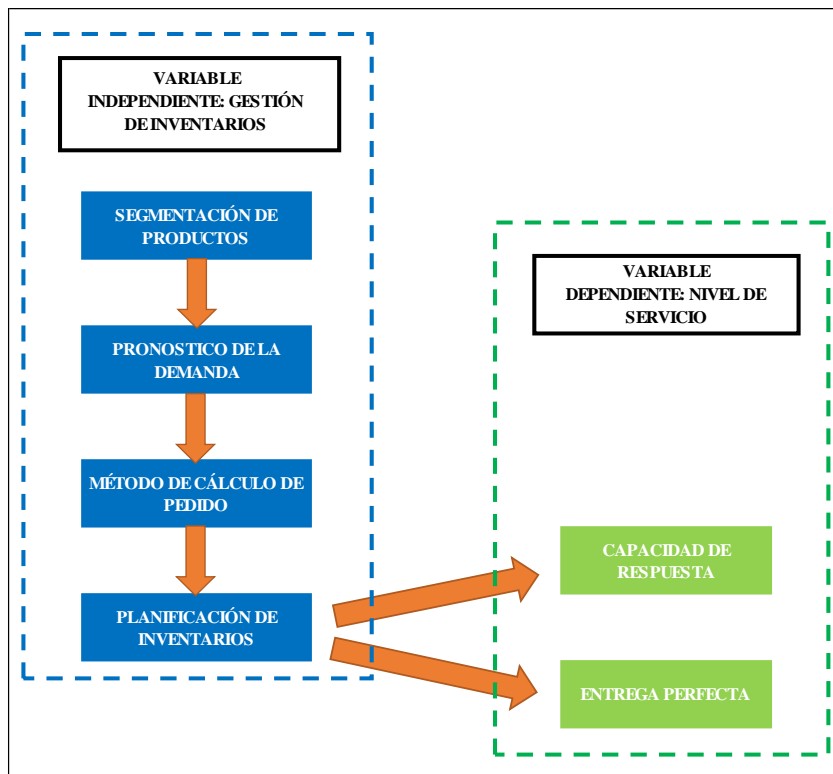 VARIABLE
INDEPENDIENTE: GESTIÓN
DE INVENTARIOS
SEGMENTACIÓN DE
PRODUCTOS
PRONOSTICO DE LA
DEMANDA
MÉTODO DE CÁLCULO DE
PEDIDO
PLANIFICACIÓN DE
INVENTARIOS
VARIABLE
DEPENDIENTE: NIVEL DE
SERVICIO
CAPACIDAD DE
RESPUESTA
ENTREGA PERFECTA